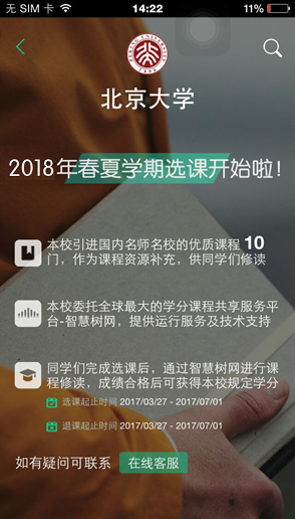 无 SIM 卡 14:22 11%
北京大学
2018年春夏学期选课开始啦!
本校引进国内名师名校的优质课程 10
门，作为课程资源补充，供同学们修读
本校委托全球最大的学分课程共享服务平
台-智慧树网，提供运行服务及技术支持
同学们完成选课后，通过智慧树网进行课
程修读，成绩合格后可获得本校规定学分
选课起止时间 2017/03/27 - 2017/07/01
退课起止时间 2017/03/27 - 2017/07/01
如有疑问可联系 在线客服